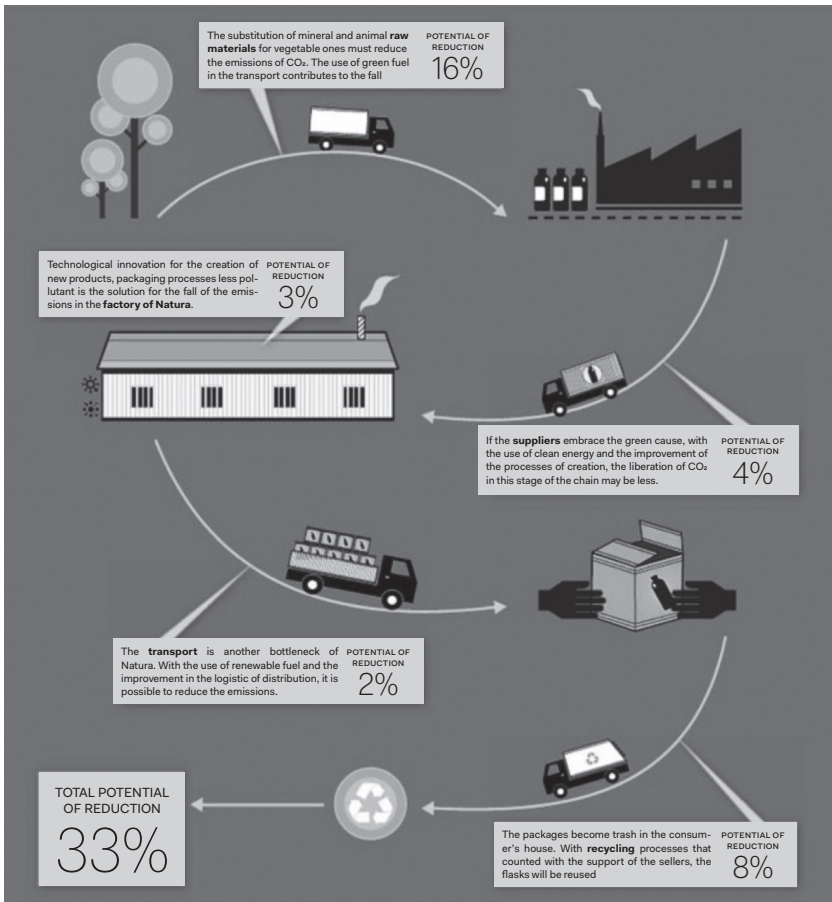 The substitution of mineral and animal raw
materials for vegetable ones must reduce
the emissions of CO₂. The use of green fuel
in the transport contributes to the fall
POTENTIAL OF
REDUCTION
16%
Technological innovation for the creation of
new products, packaging processes less pol-
lutant is the solution for the fall of the emis-
sions in the factory of Natura.
POTENTIAL OF
REDUCTION
3%
If the suppliers embrace the green cause, with
the use of clean energy and the improvement of
the processes of creation, the liberation of CO₂
in this stage of the chain may be less.
POTENTIAL OF
REDUCTION
4%
The transport is another bottleneck of
Natura. With the use of renewable fuel and the
improvement in the logistic of distribution, it is
possible to reduce the emissions.
POTENTIAL OF
REDUCTION
2%
The packages become trash in the consum-
er's house. With recycling processes that
counted with the support of the sellers, the
flasks will be reused
POTENTIAL OF
REDUCTION
8%
TOTAL POTENTIAL
OF REDUCTION
33%